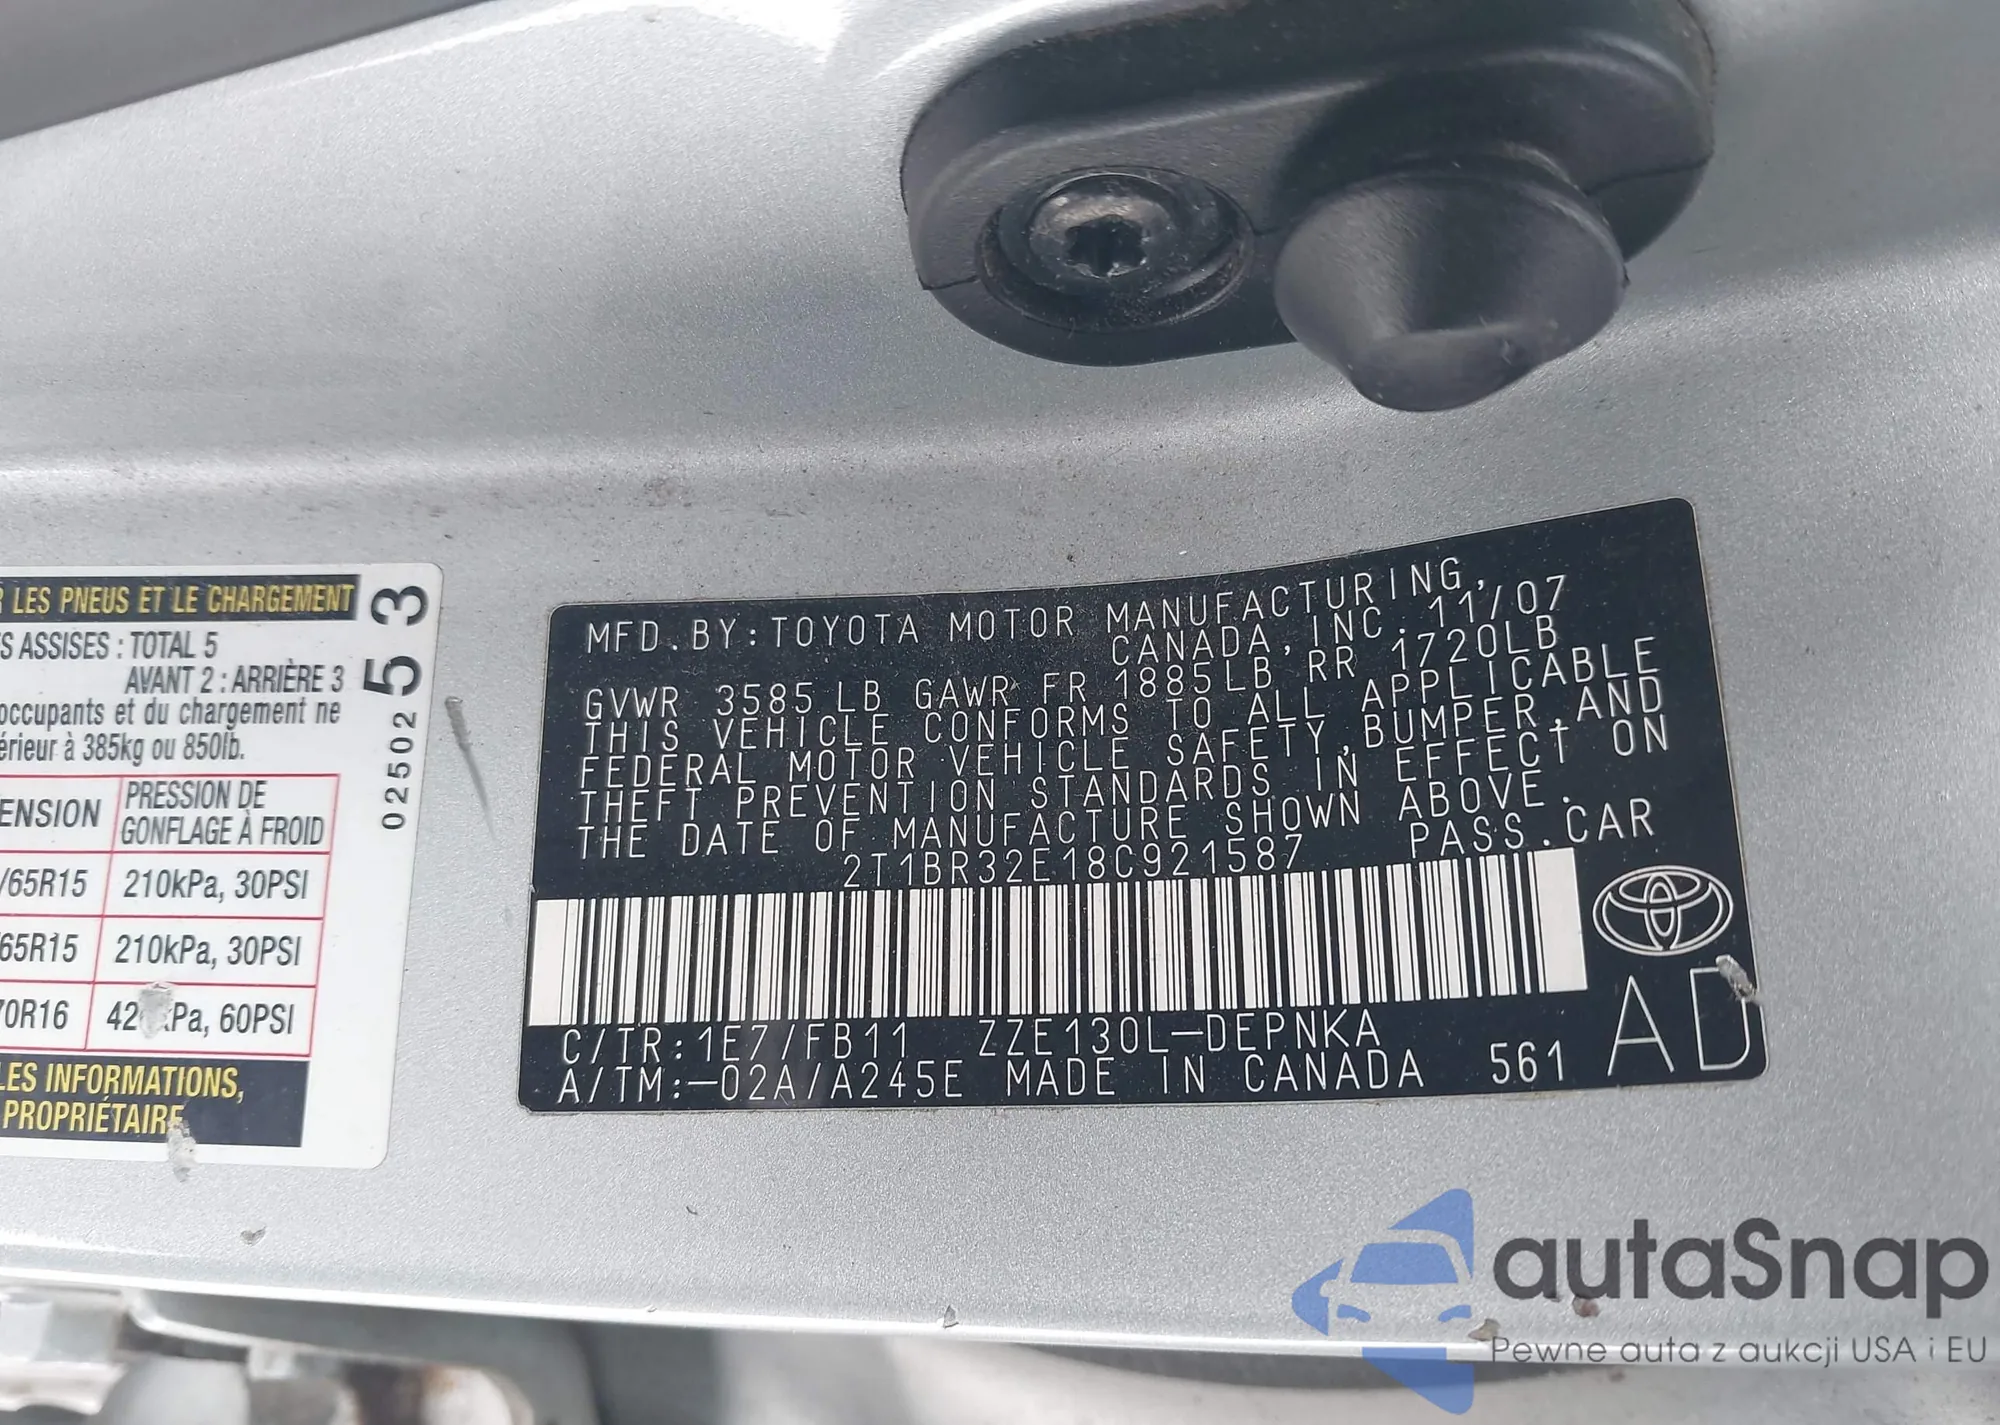 R LES PNEUS ET LE CHARGEMENT
S ASSISES : TOTAL 5
AVANT 2 : ARRIÈRE 3
occupants et du chargement ne
érieur à 385kg ou 850lb.
ENSION PRESSION DE GONFLAGE À FROID
/65R15 210kPa, 30PSI
65R15 210kPa, 30PSI
70R16 kPa, 60PSI
LES INFORMATIONS,
PROPRIÉTAIRE
02502 53
MFD. BY: TOYOTA MOTOR MANUFACTURING,
CANADA, INC. 11/07
GVWR 3585LB GAWR FR 1885LB RR 1720LB
THIS VEHICLE CONFORMS TO ALL APPLICABLE
FEDERAL MOTOR VEHICLE SAFETY, BUMPER, AND
THEFT PREVENTION STANDARDS IN EFFECT ON
THE DATE OF MANUFACTURE SHOWN ABOVE.
2T1BR32E18C921587 PASS. CAR
C/TR: 1E7/FB11 ZZE130L-DEPNKA
A/TM: -02A/A245E MADE IN CANADA 561
AD
autaSnap
Pewne auta z aukcji USA i EU